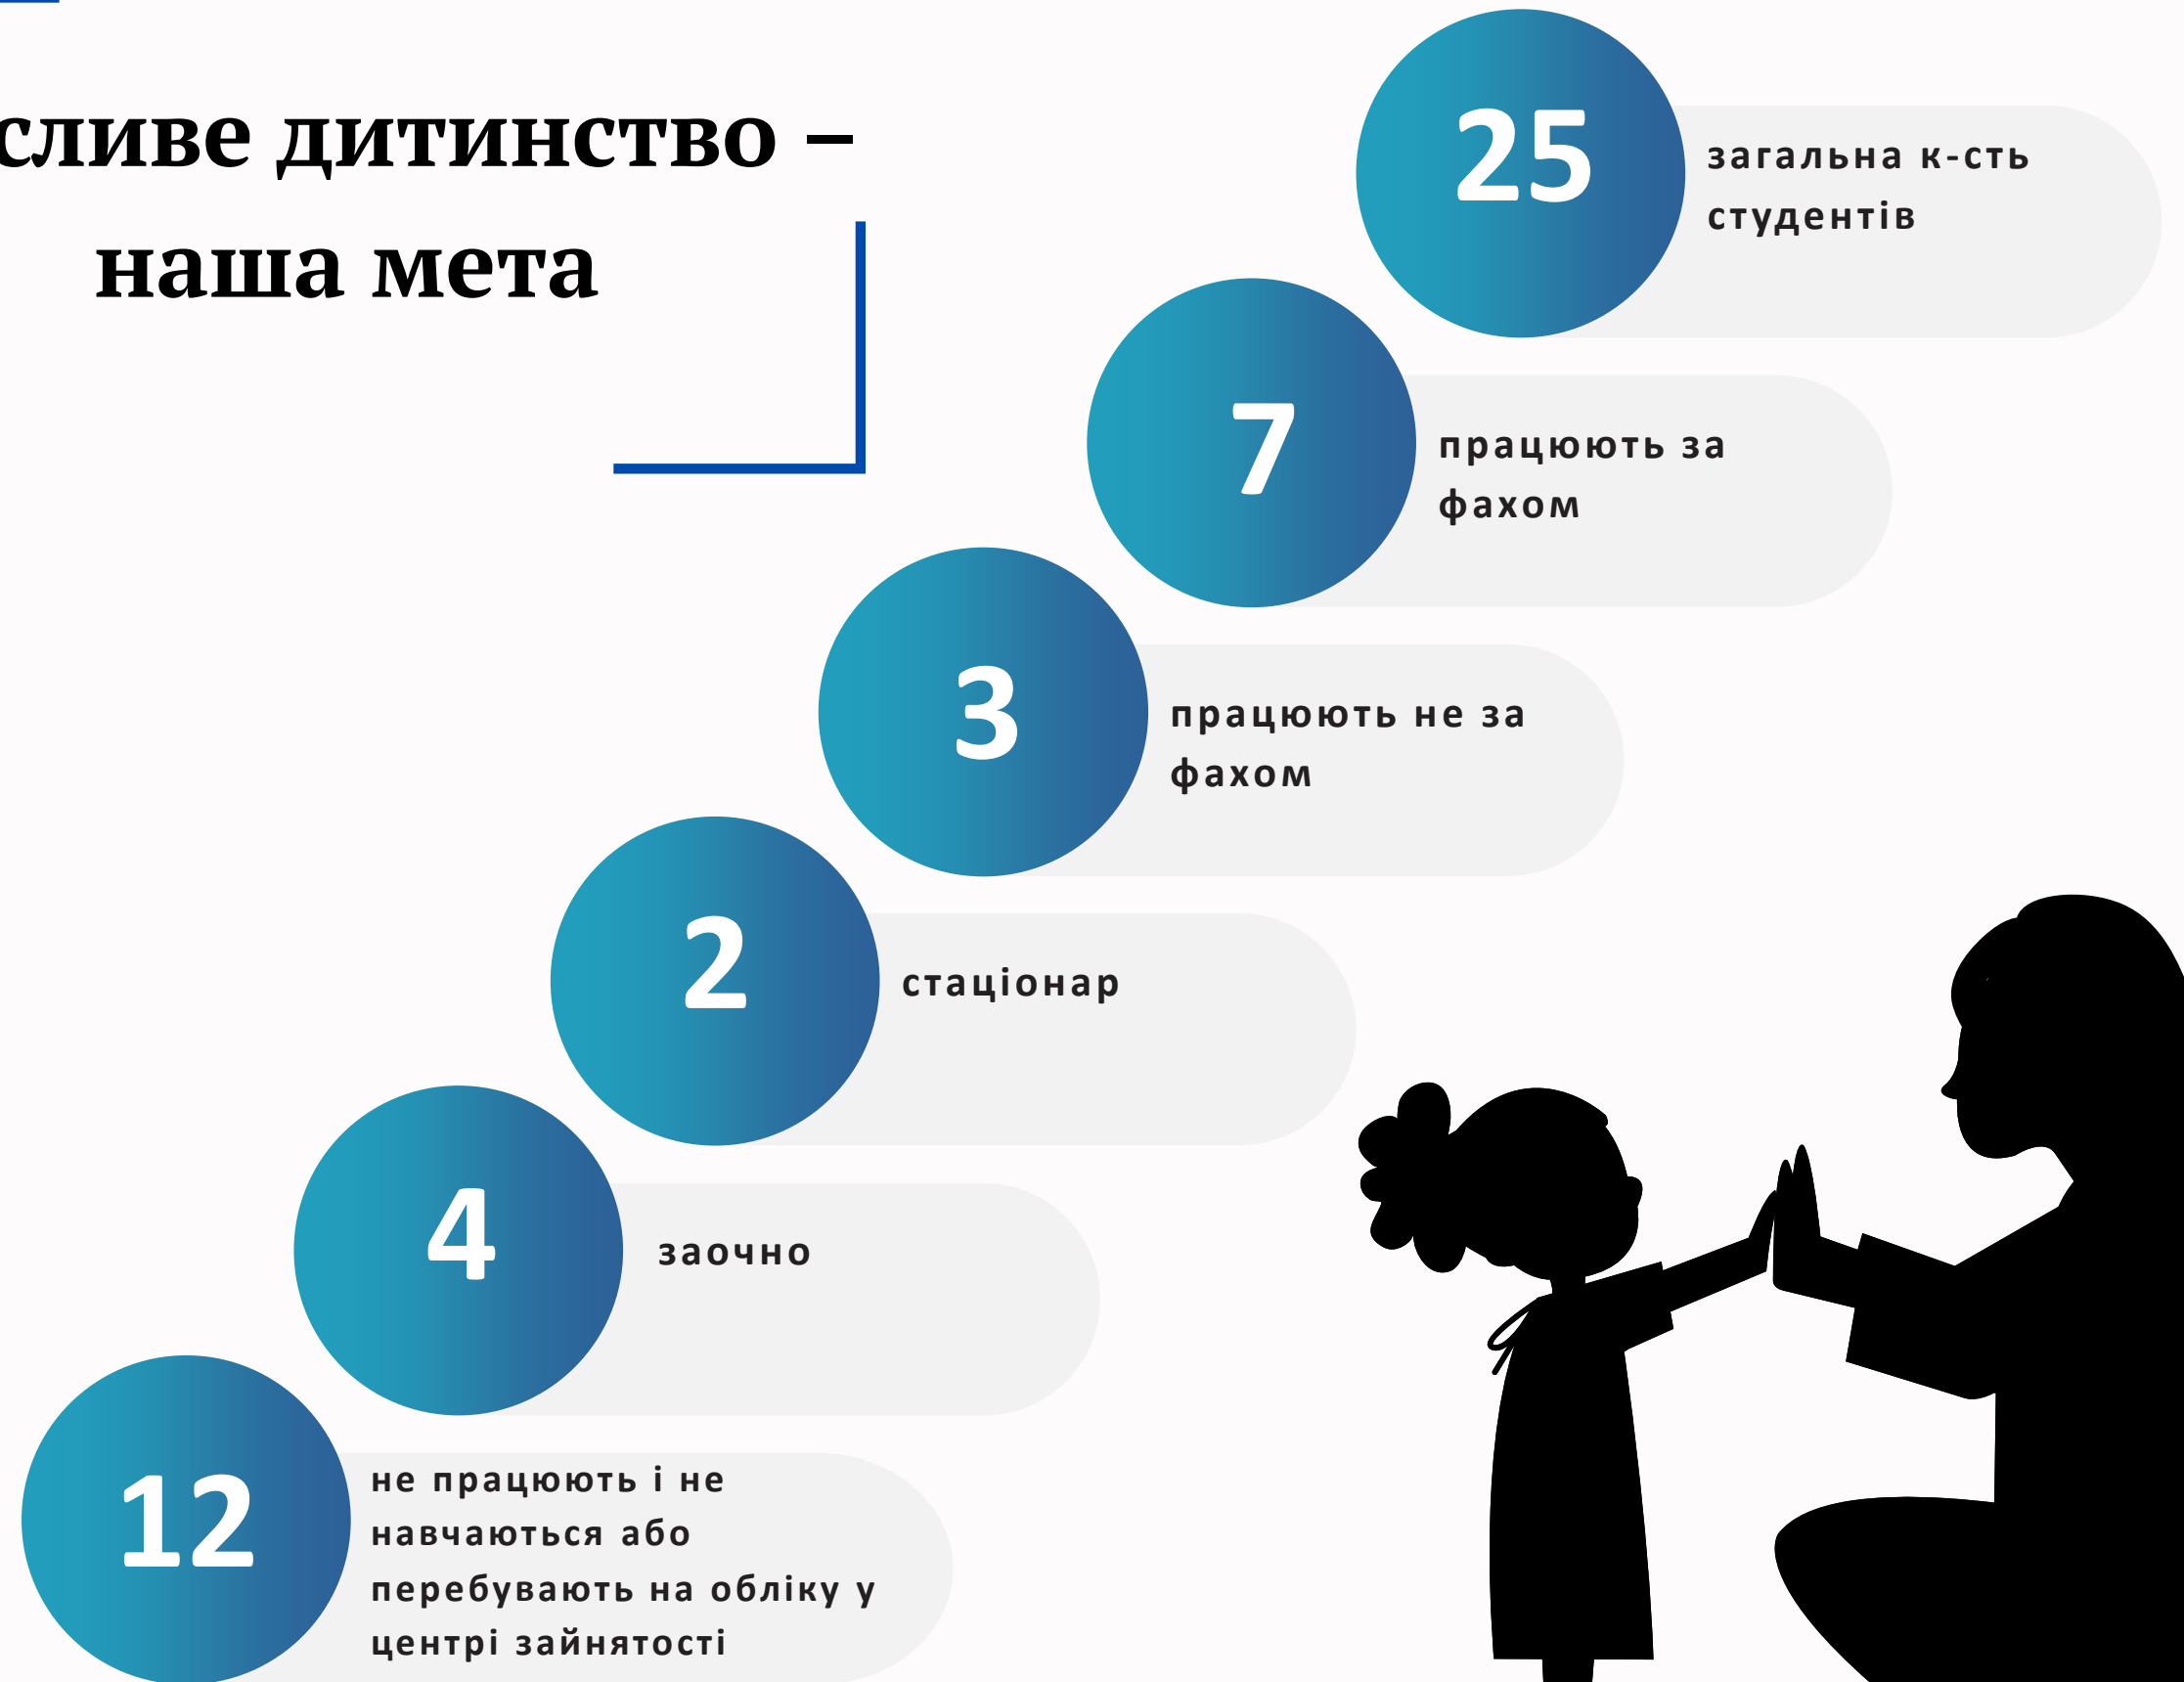 сливе дитинство –
наша мета
25
загальна к-сть
студентів
7
працюють за
фахом
3
працюють не за
фахом
2
стаціонар
4
заочно
12
не працюють і не
навчаються або
перебувають на обліку у
центрі зайнятості